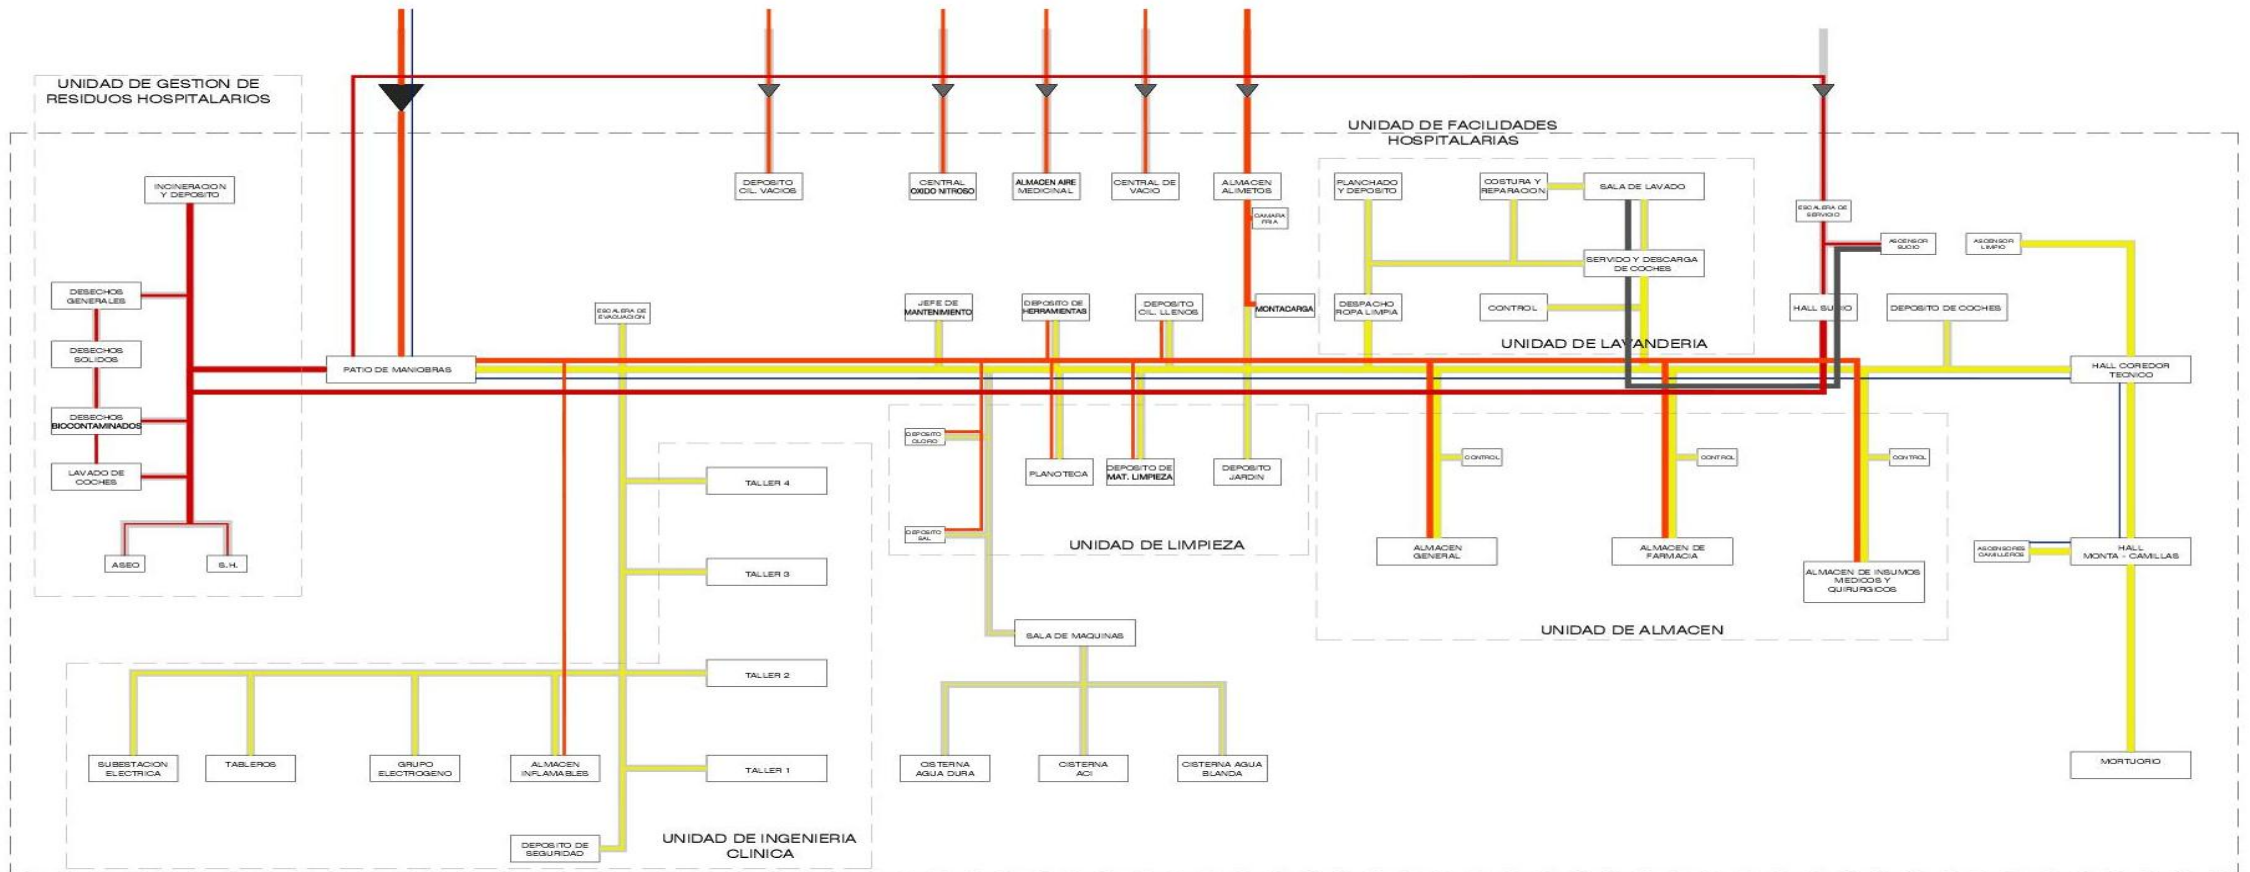 UNIDAD DE GESTION DE
RESIDUOS HOSPITALARIOS
UNIDAD DE FACILIDADES
HOSPITALARIAS
INCINERACION
Y DEPOSITO
DEPOSITO
CIL. VACIOS
CENTRAL
OXIDO NITROSO
ALMACEN AIRE
MEDICINAL
CENTRAL DE
VACIO
ALMACEN
ALIMETOS
CAMARA
FRIA
PLANCHADO
Y DEPOSITO
COSTURA Y
REPARACION
SALA DE LAVADO
ESCALERA DE
SERVICIO
ASCENSOR
SUCIO
ASCENSOR
LIMPIO
SERVIDO Y DESCARGA
DE COCHES
DESECHOS
GENERALES
ESCALERA DE
EVACUACION
JEFE DE
MANTENIMIENTO
DEPOSITO DE
HERRAMIENTAS
DEPOSITO
CIL. LLENOS
MONTACARGA
DESPACHO
ROPA LIMPIA
CONTROL
HALL SUCIO
DEPOSITO DE COCHES
UNIDAD DE LAVANDERIA
DESECHOS
SOLIDOS
PATIO DE MANIOBRAS
HALL COREDOR
TECNICO
DESECHOS
BIOCONTAMINADOS
DEPOSITO
CLORO
LAVADO DE
COCHES
TALLER 4
PLANOTECA
DEPOSITO DE
MAT. LIMPIEZA
DEPOSITO
JARDIN
CONTROL
CONTROL
CONTROL
DEPOSITO
SAL
UNIDAD DE LIMPIEZA
ALMACEN
GENERAL
ALMACEN DE
FARMACIA
ALMACEN DE INSUMOS
MEDICOS Y
QUIRURGICOS
ASCENSORES
CAMILLEROS
HALL
MONTA - CAMILLAS
ASEO
S.H.
TALLER 3
UNIDAD DE ALMACEN
SALA DE MAQUINAS
TALLER 2
SUBESTACION
ELECTRICA
TABLEROS
GRUPO
ELECTROGENO
ALMACEN
INFLAMABLES
TALLER 1
CISTERNA
AGUA DURA
CISTERNA
ACI
CISTERNA AGUA
BLANDA
MORTUORIO
DEPOSITO DE
SEGURIDAD
UNIDAD DE INGENIERIA
CLINICA